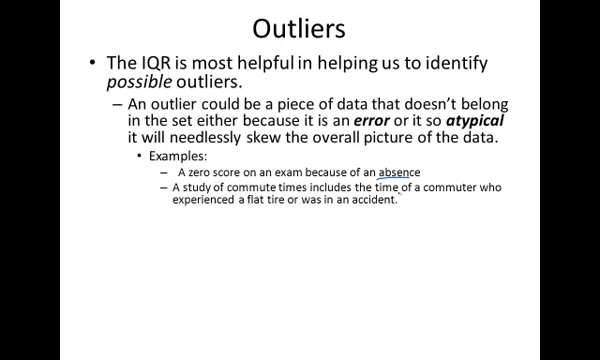 Outliers
• The IQR is most helpful in helping us to identify
possible outliers.
– An outlier could be a piece of data that doesn't belong
in the set either because it is an error or it so atypical
it will needlessly skew the overall picture of the data.
• Examples:
– A zero score on an exam because of an absence
– A study of commute times includes the time of a commuter who
experienced a flat tire or was in an accident.